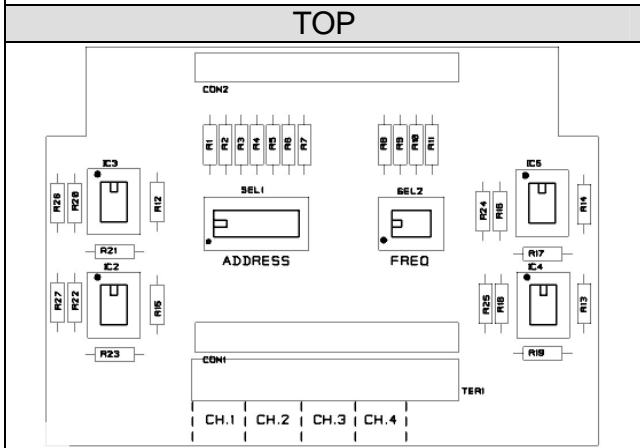 TOP
CON2
R1 R2 R3 R4 R5 R6 R7 R8 R9 R10 R11
IC3 IC5
SEL1 SEL2
R26 R20 R12 R24 R16 R14
ADDRESS FREQ
R21 R17
IC2 IC4
R27 R22 R15 R25 R18 R13
R23 R19
CON1
TER1
CH.1 CH.2 CH.3 CH.4